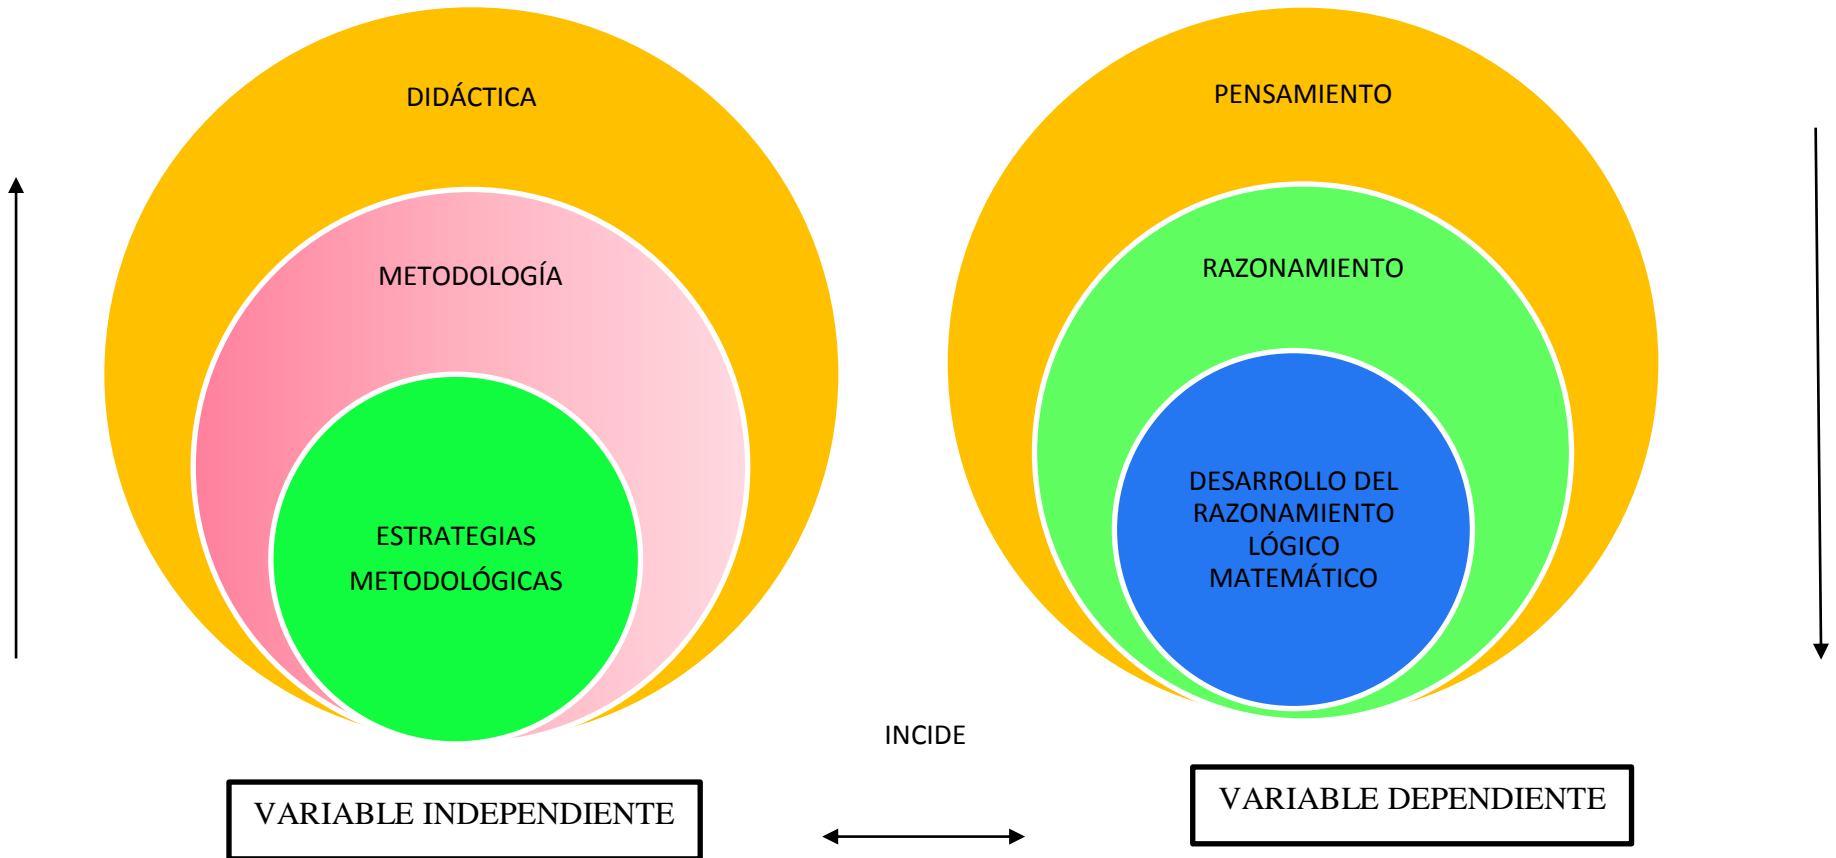 DIDÁCTICA
METODOLOGÍA
ESTRATEGIAS
METODOLÓGICAS
PENSAMIENTO
RAZONAMIENTO
DESARROLLO DEL
RAZONAMIENTO
LÓGICO
MATEMÁTICO
INCIDE
VARIABLE INDEPENDIENTE
VARIABLE DEPENDIENTE